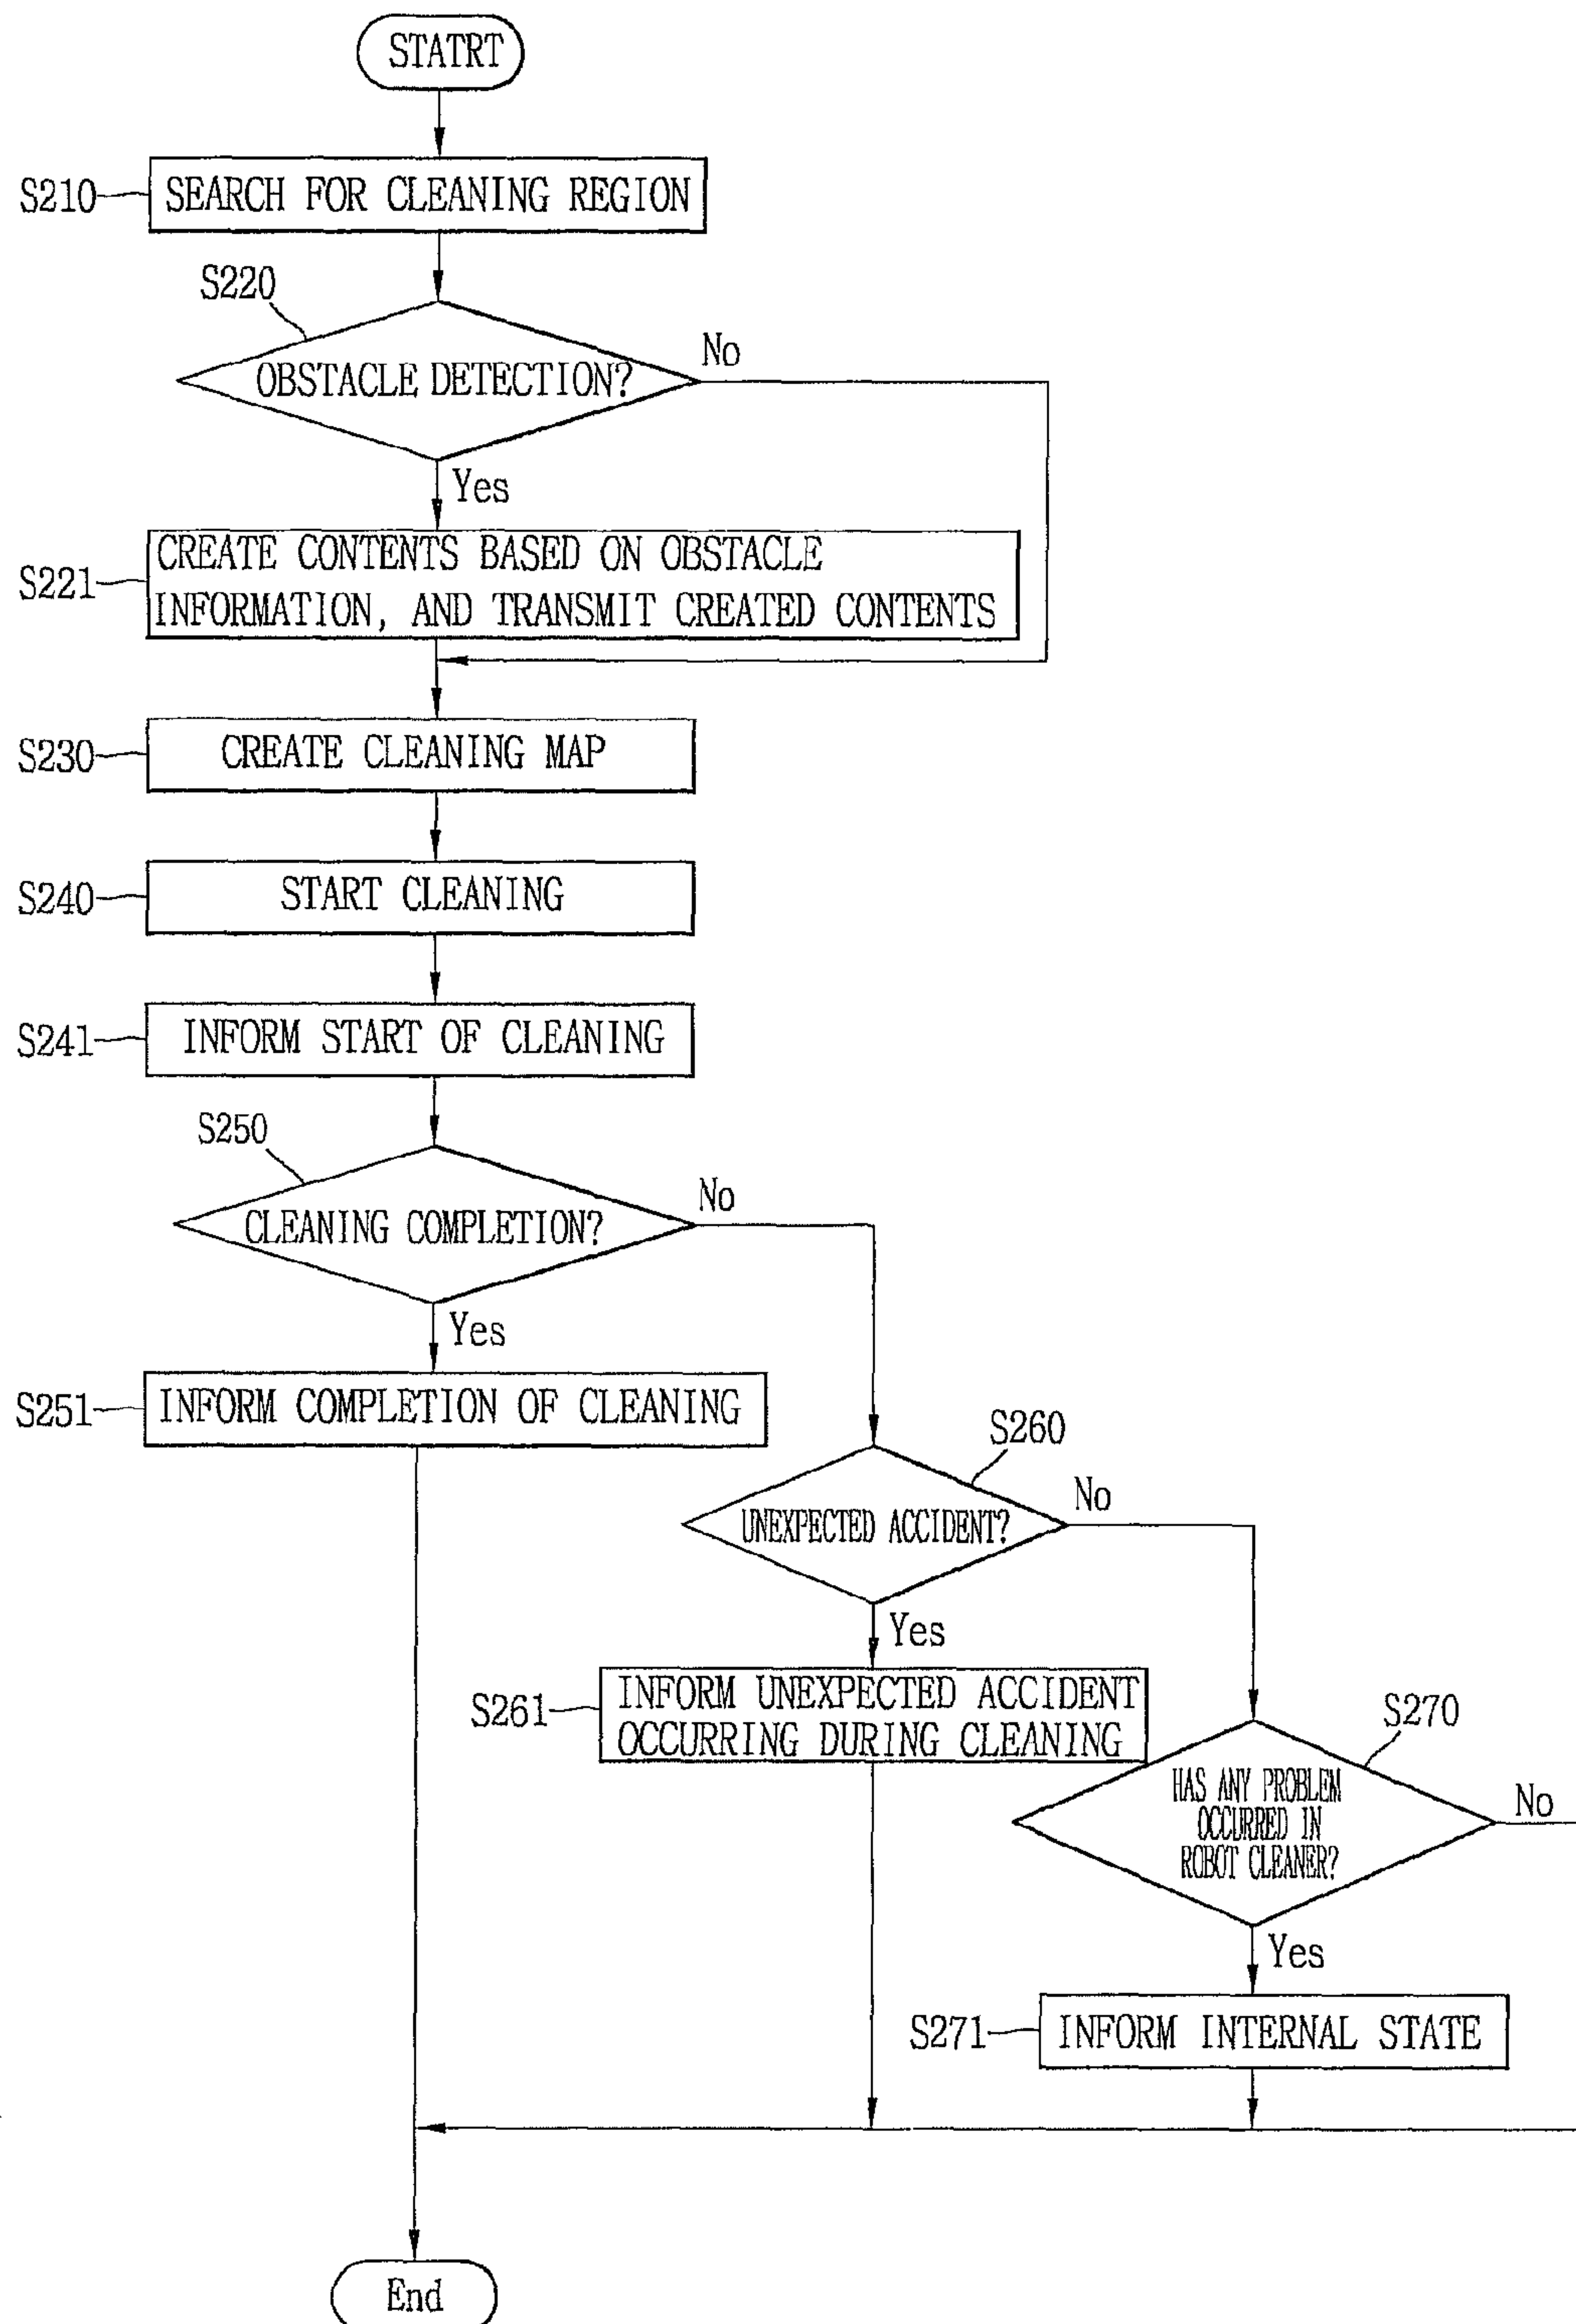 STATRT
S210
SEARCH FOR CLEANING REGION
S220
OBSTACLE DETECTION?
No
Yes
S221
CREATE CONTENTS BASED ON OBSTACLE
INFORMATION, AND TRANSMIT CREATED CONTENTS
S230
CREATE CLEANING MAP
S240
START CLEANING
S241
INFORM START OF CLEANING
S250
CLEANING COMPLETION?
No
Yes
S251
INFORM COMPLETION OF CLEANING
S260
UNEXPECTED ACCIDENT?
No
Yes
S261
INFORM UNEXPECTED ACCIDENT
OCCURRING DURING CLEANING
S270
HAS ANY PROBLEM
OCCURRED IN
ROBOT CLEANER?
No
Yes
S271
INFORM INTERNAL STATE
End